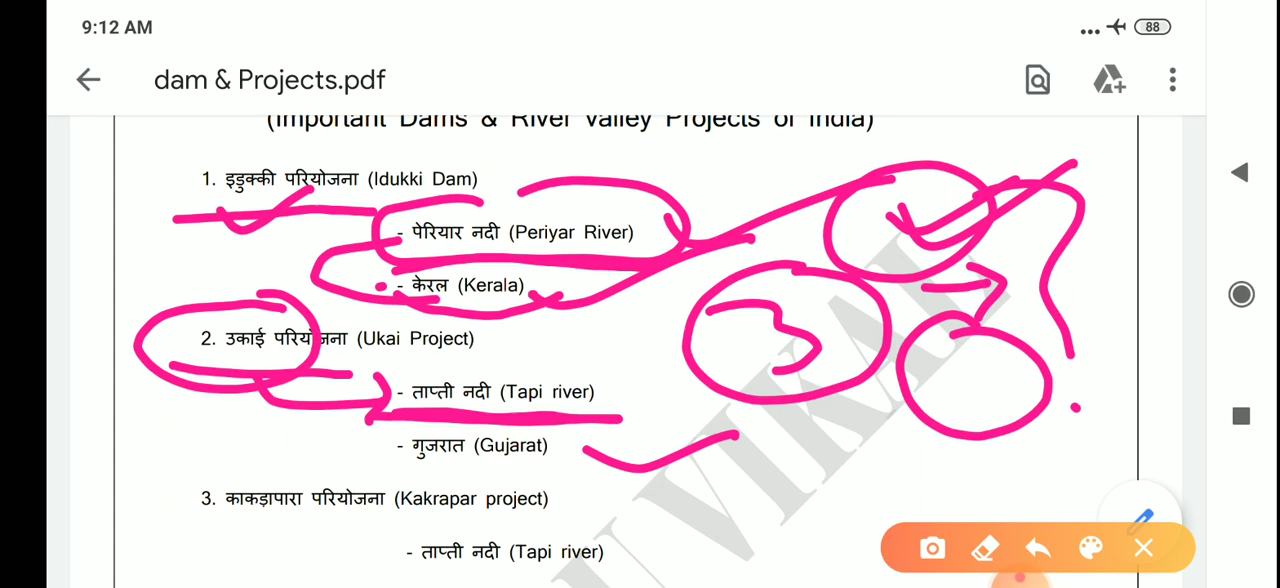 9:12 AM
88
dam & Projects.pdf
(Important Dams & River Valley Projects of India)
1. इडुक्की परियोजना (Idukki Dam)
- पेरियार नदी (Periyar River)
- केरल (Kerala)
2. उकाई परियोजना (Ukai Project)
- ताप्ती नदी (Tapi river)
- गुजरात (Gujarat)
3. काकड़ापारा परियोजना (Kakrapar project)
- ताप्ती नदी (Tapi river)
VIKAL